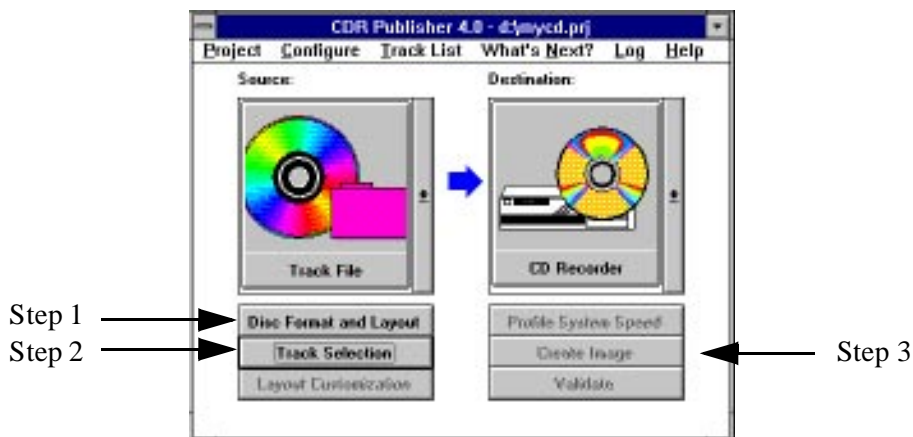 CDR Publisher 4.0 - d:\mycd.prj
Project Configure Track List What's Next? Log Help
Source: Destination:
Track File CD Recorder
Step 1 Disc Format and Layout Profile System Speed
Step 2 Track Selection Create Image Step 3
Layout Customization Validate